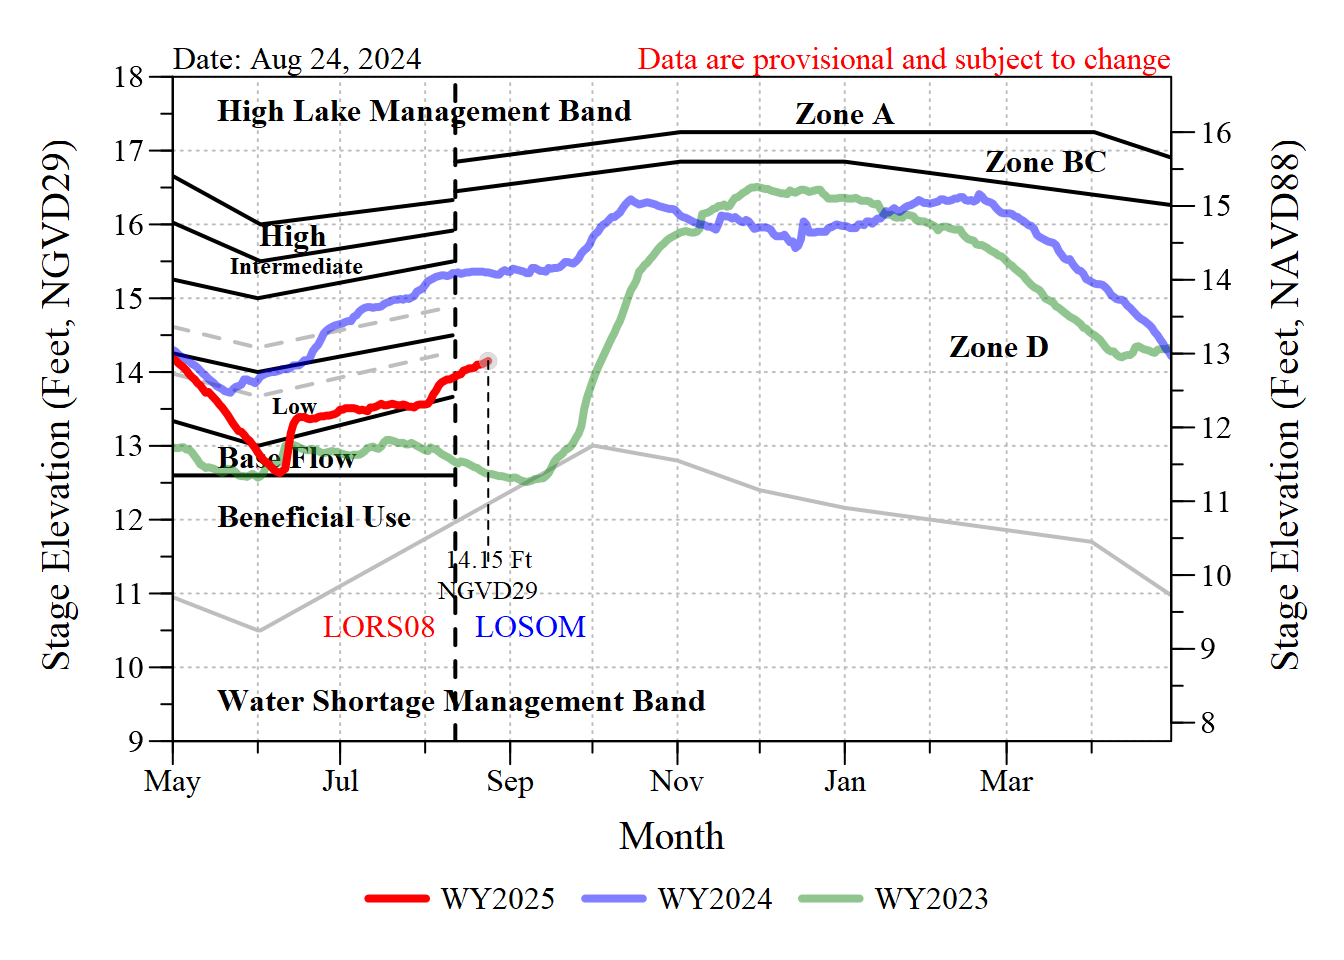 Date: Aug 24, 2024
Data are provisional and subject to change
Stage Elevation (Feet, NGVD29)
18
17
16
15
14
13
12
11
10
9
High Lake Management Band
Zone A
Zone BC
High
Intermediate
Zone D
Low
Base Flow
Beneficial Use
14.15 Ft
NGVD29
LORS08
LOSOM
Water Shortage Management Band
16
15
14
13
12
11
10
9
8
Stage Elevation (Feet, NAVD88)
May Jul Sep Nov Jan Mar
Month
WY2025 WY2024 WY2023